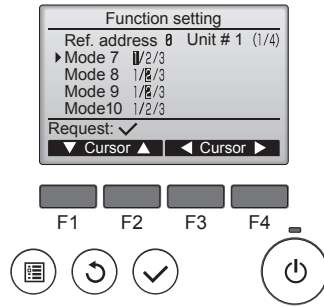 Function setting
Ref. address 0 Unit # 1 (1/4)
Mode 7 1/2/3
Mode 8 1/2/3
Mode 9 1/2/3
Mode10 1/2/3
Request: ✓
▼ Cursor ▲ ◀ Cursor ▶
F1 F2 F3 F4